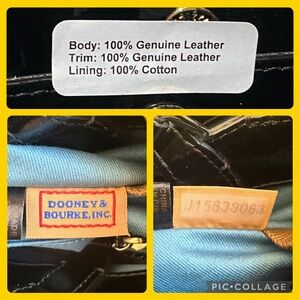 Body: 100% Genuine Leather
Trim: 100% Genuine Leather
Lining: 100% Cotton
DOONEY &
BOURKE, INC.
J15639063
PIC•COLLAGE